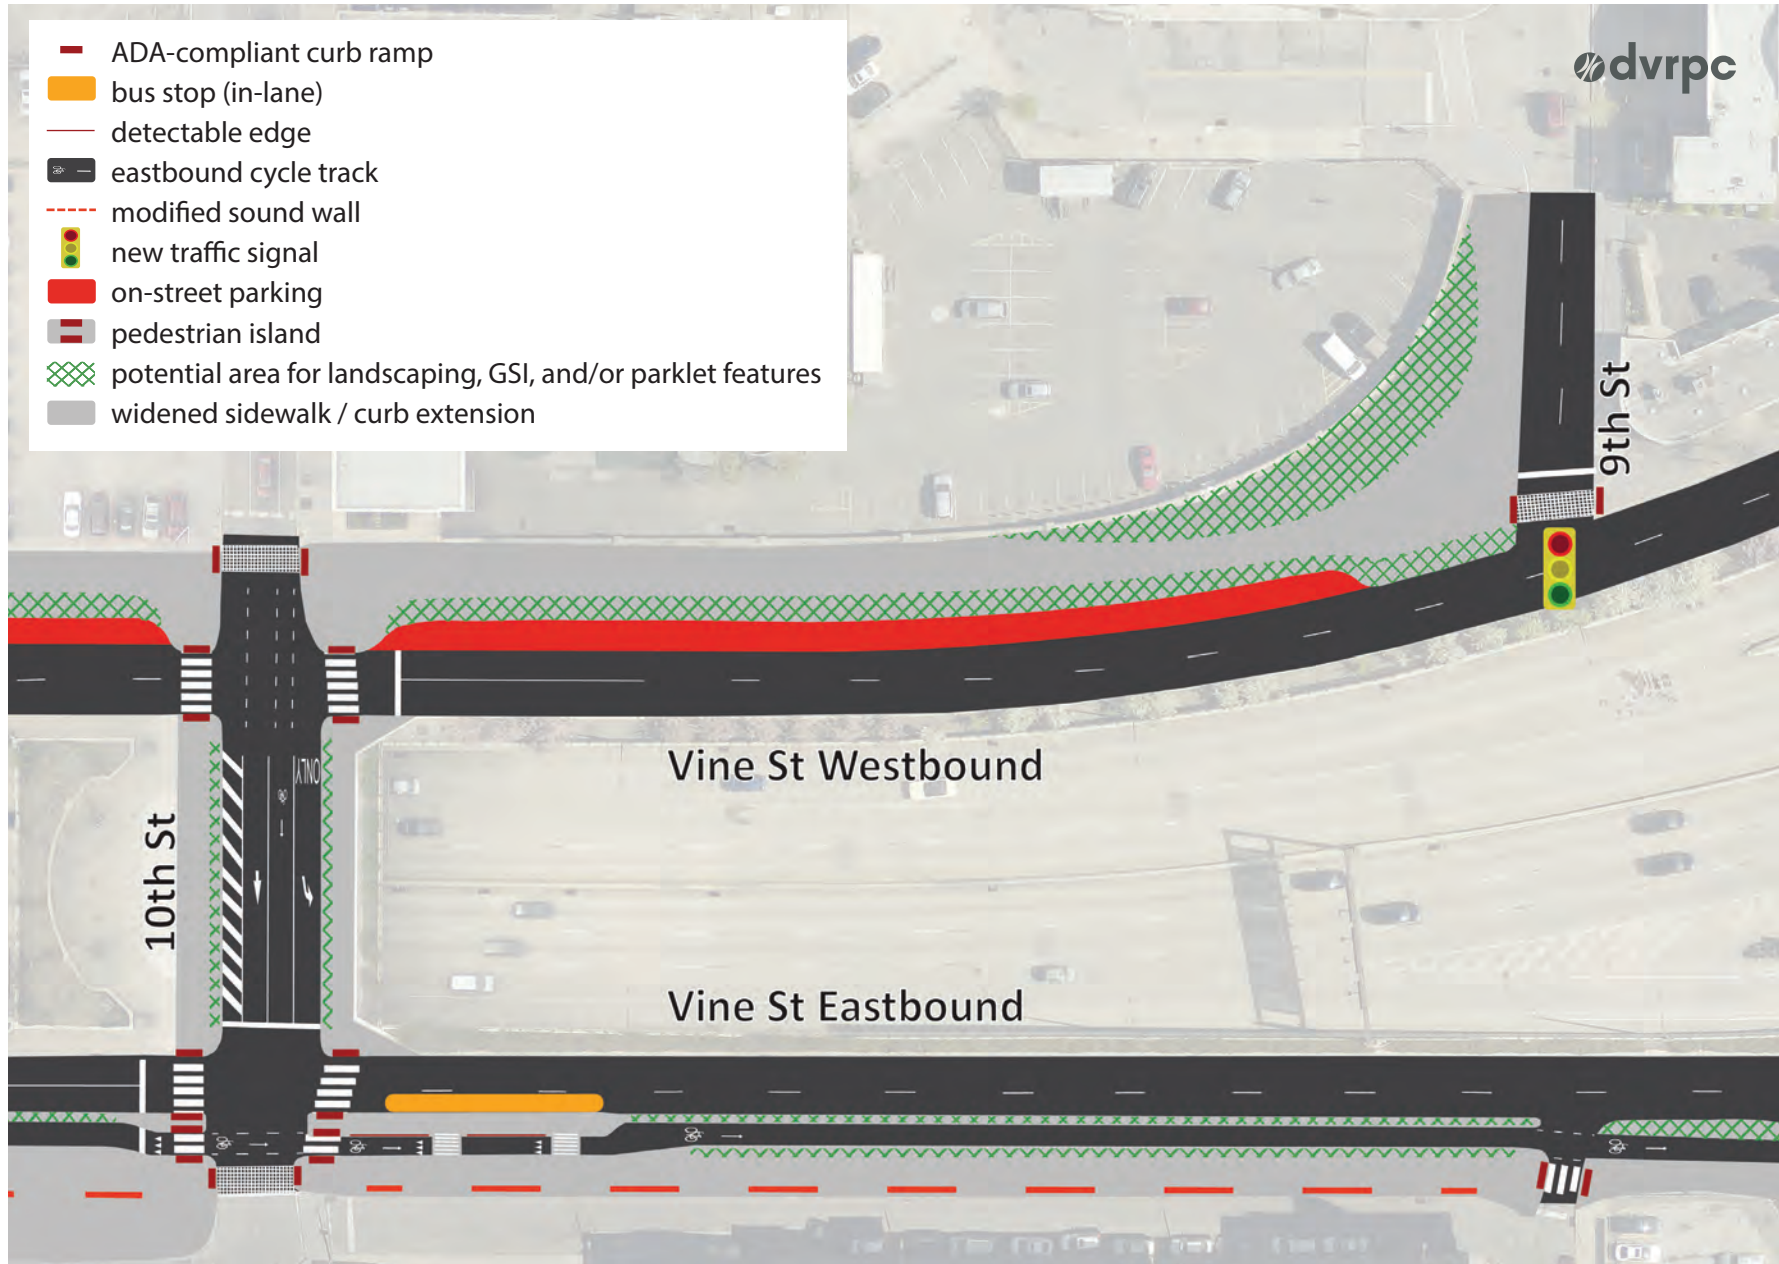 ADA-compliant curb ramp
bus stop (in-lane)
detectable edge
eastbound cycle track
modified sound wall
new traffic signal
on-street parking
pedestrian island
potential area for landscaping, GSI, and/or parklet features
widened sidewalk / curb extension
dvrpc
9th St
Vine St Westbound
ONLY
10th St
Vine St Eastbound